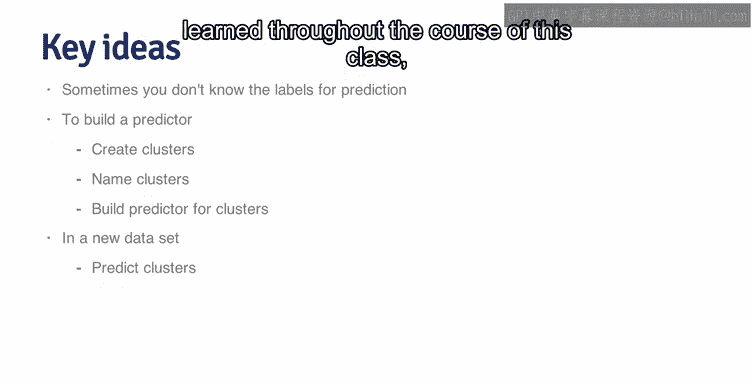 learned throughout the course of this
class,
Key ideas
· Sometimes you don't know the labels for prediction
· To build a predictor
- Create clusters
- Name clusters
- Build predictor for clusters
· In a new data set
- Predict clusters